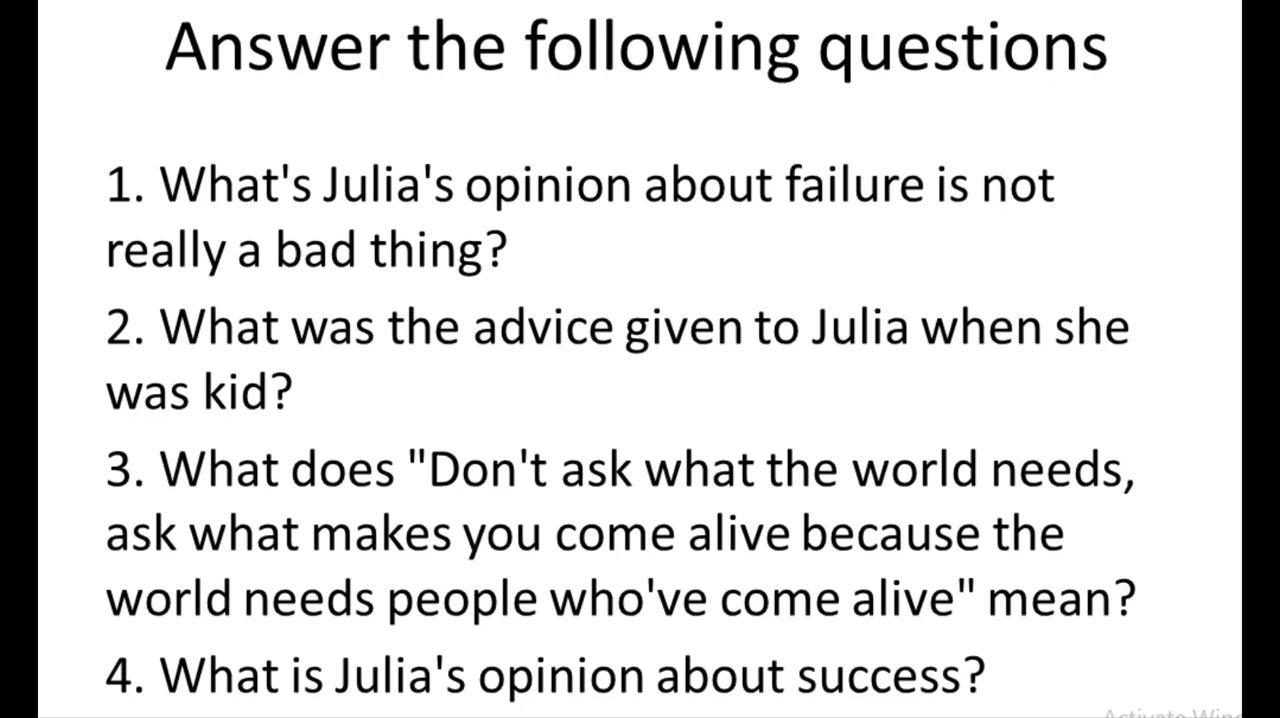 Answer the following questions
1. What's Julia's opinion about failure is not
really a bad thing?
2. What was the advice given to Julia when she
was kid?
3. What does "Don't ask what the world needs,
ask what makes you come alive because the
world needs people who've come alive" mean?
4. What is Julia's opinion about success?